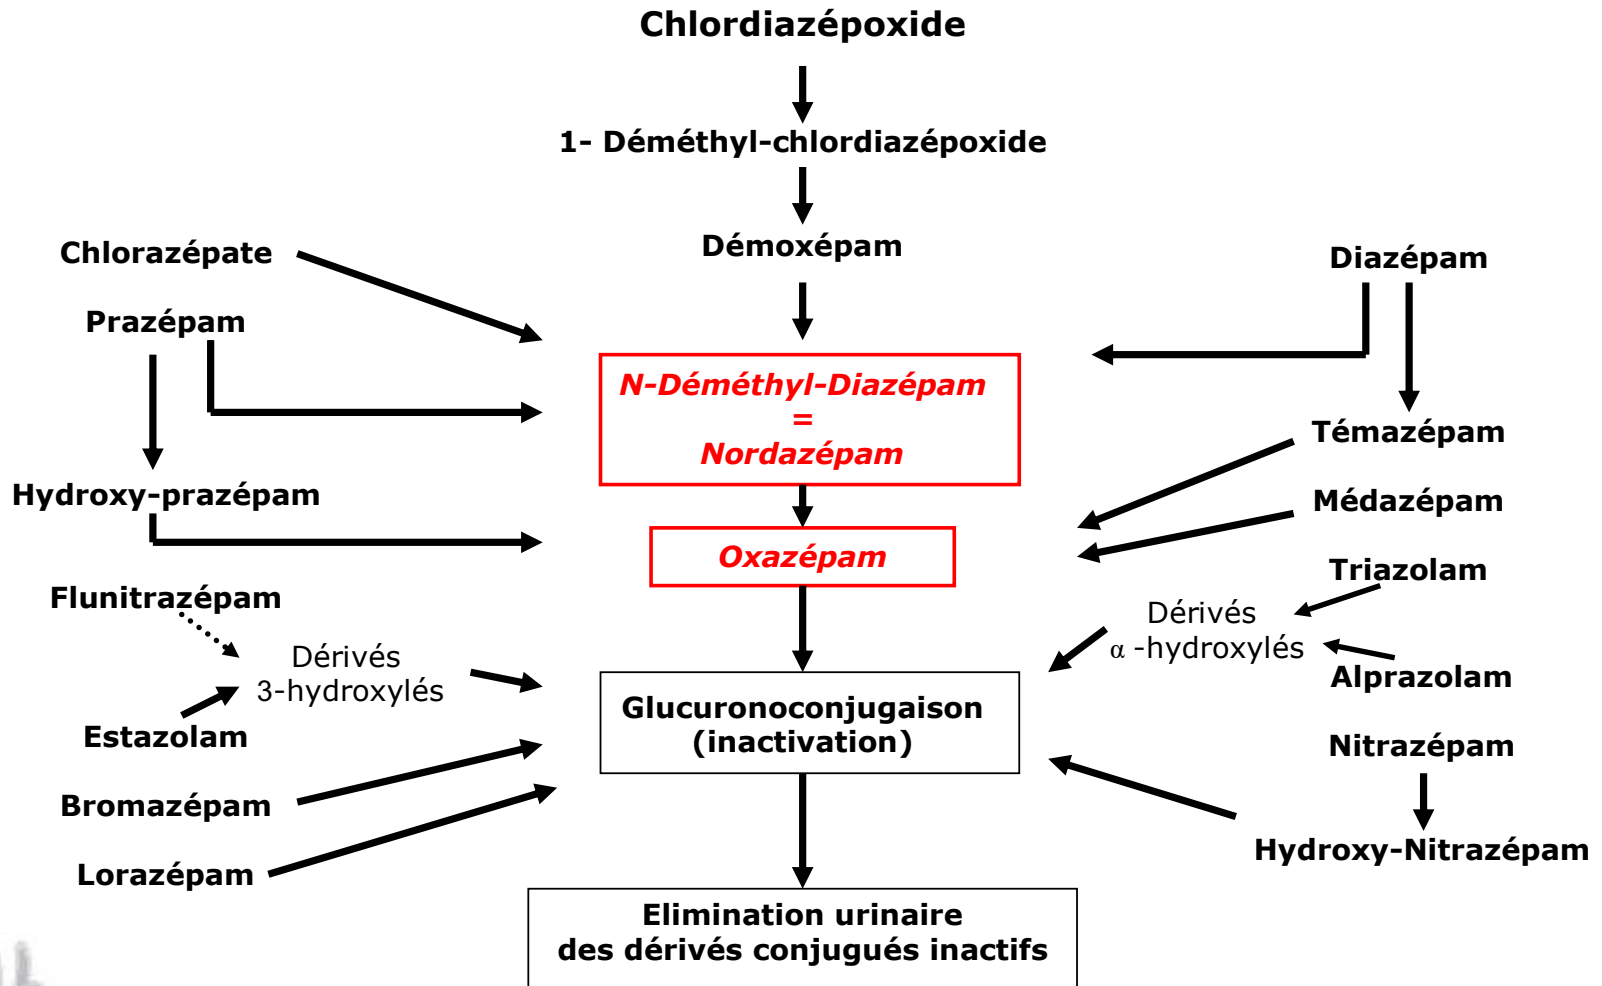 Chlordiazépoxide
1- Déméthyl-chlordiazépoxide
Démoxépam
Chlorazépate
Prazépam
Hydroxy-prazépam
Flunitrazépam
Dérivés
3-hydroxylés
Estazolam
Bromazépam
Lorazépam
N-Déméthyl-Diazépam
=
Nordazépam
Oxazépam
Glucuronoconjugaison
(inactivation)
Elimination urinaire
des dérivés conjugués inactifs
Diazépam
Témazépam
Médazépam
Triazolam
Dérivés
α -hydroxylés
Alprazolam
Nitrazépam
Hydroxy-Nitrazépam